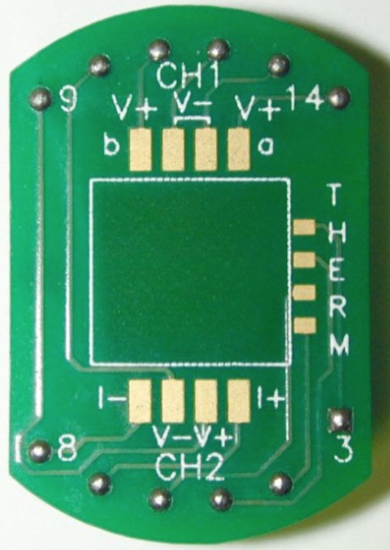 CH1
9 V+ V- V+ 14
b a
T
H
E
R
M
I- I+
V- V+
8 CH2 3